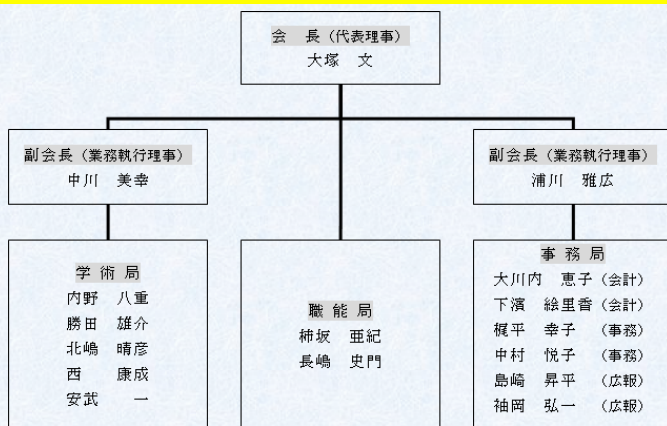 会　長（代表理事）
大塚　文
副会長（業務執行理事）
中川　美幸
副会長（業務執行理事）
浦川　雅広
学術局
内野　八重
勝田　雄介
北嶋　晴彦
西　康成
安武　一
職能局
柿坂　亜紀
長嶋　史門
事務局
大川内　恵子（会計）
下濱　絵里香（会計）
梶平　幸子　（事務）
中村　悦子　（事務）
島崎　昇平　（広報）
袖岡　弘一　（広報）